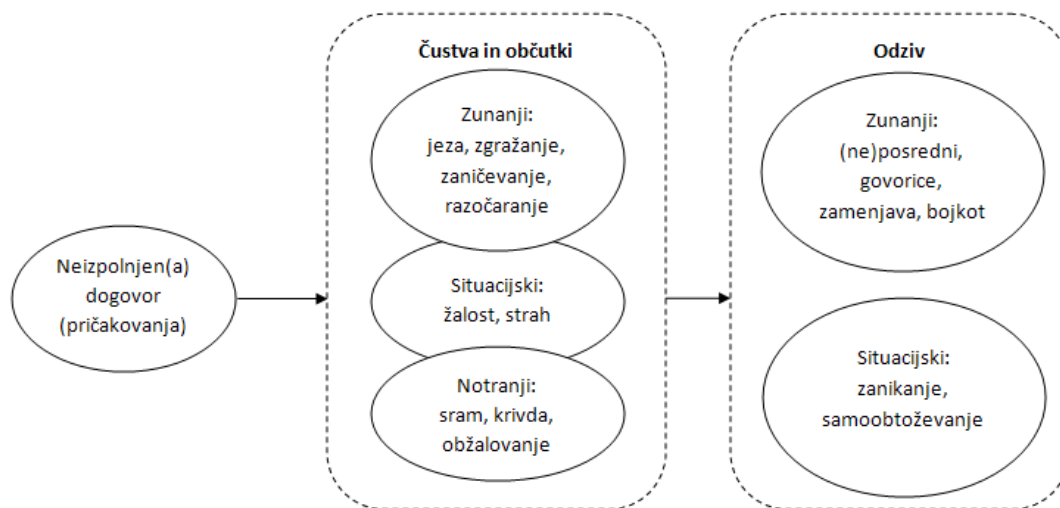 Neizpolnjen(a)
dogovor
(pričakovanja)
Čustva in občutki
Zunanji:
jeza, zgražanje,
zaničevanje,
razočaranje
Situacijski:
žalost, strah
Notranji:
sram, krivda,
obžalovanje
Odziv
Zunanji:
(ne)posredni,
govorice,
zamenjava, bojkot
Situacijski:
zanikanje,
samoobtoževanje